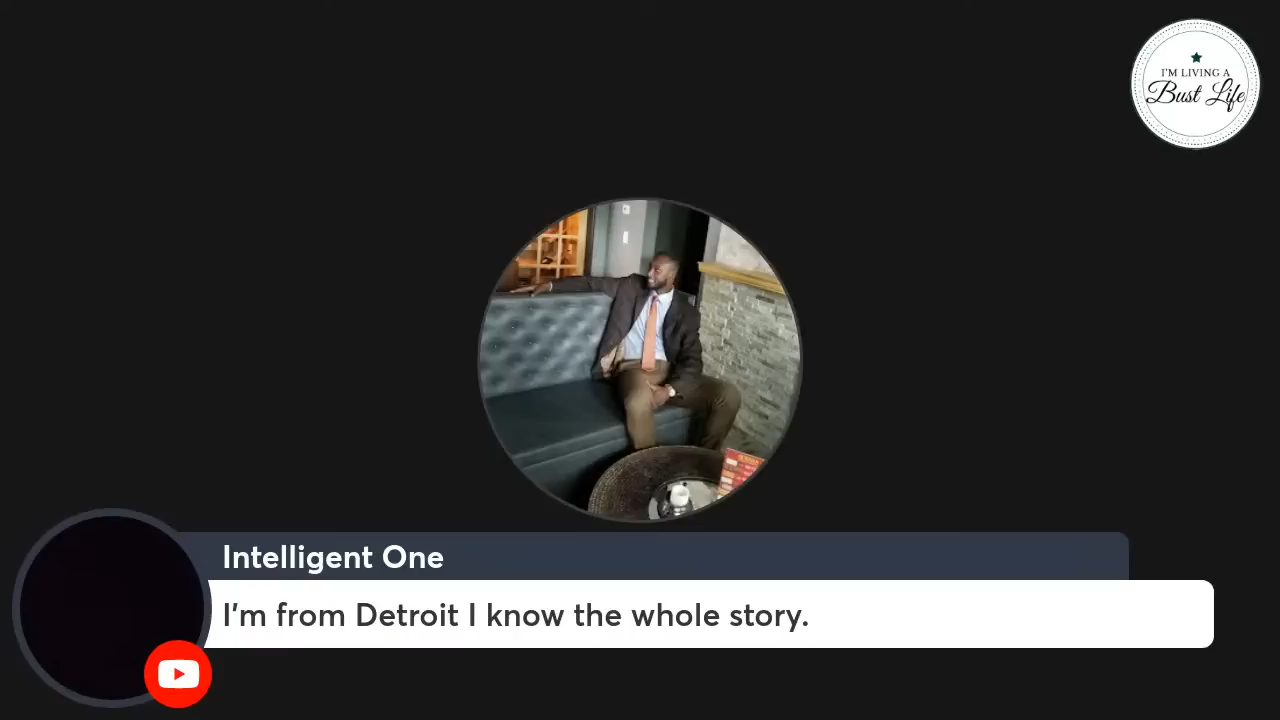 I'M LIVING A
Bust Life
Intelligent One
I'm from Detroit I know the whole story.